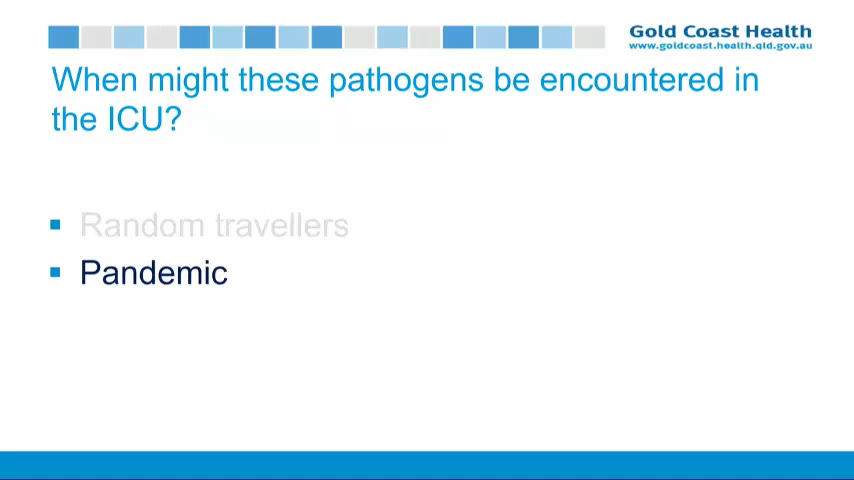 Gold Coast Health
www.goldcoast.health.qld.gov.au
When might these pathogens be encountered in
the ICU?
Random travellers
Pandemic